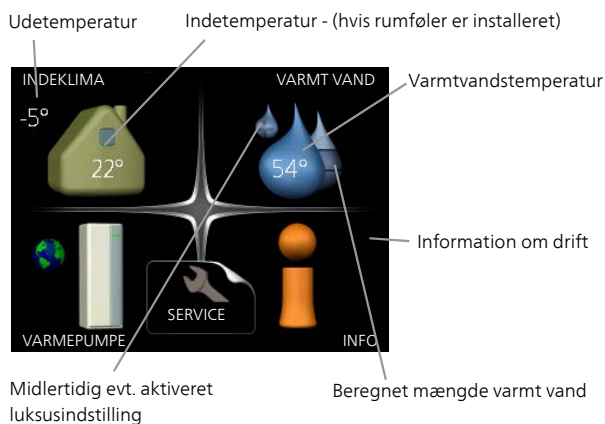 Udetemperatur
Indetemperatur - (hvis rumføler er installeret)
INDEKLIMA
VARMT VAND
Varmtvandstemperatur
-5°
22°
54°
Information om drift
SERVICE
VARMEPUMPE
INFO
Midlertidig evt. aktiveret
luksusindstilling
Beregnet mængde varmt vand